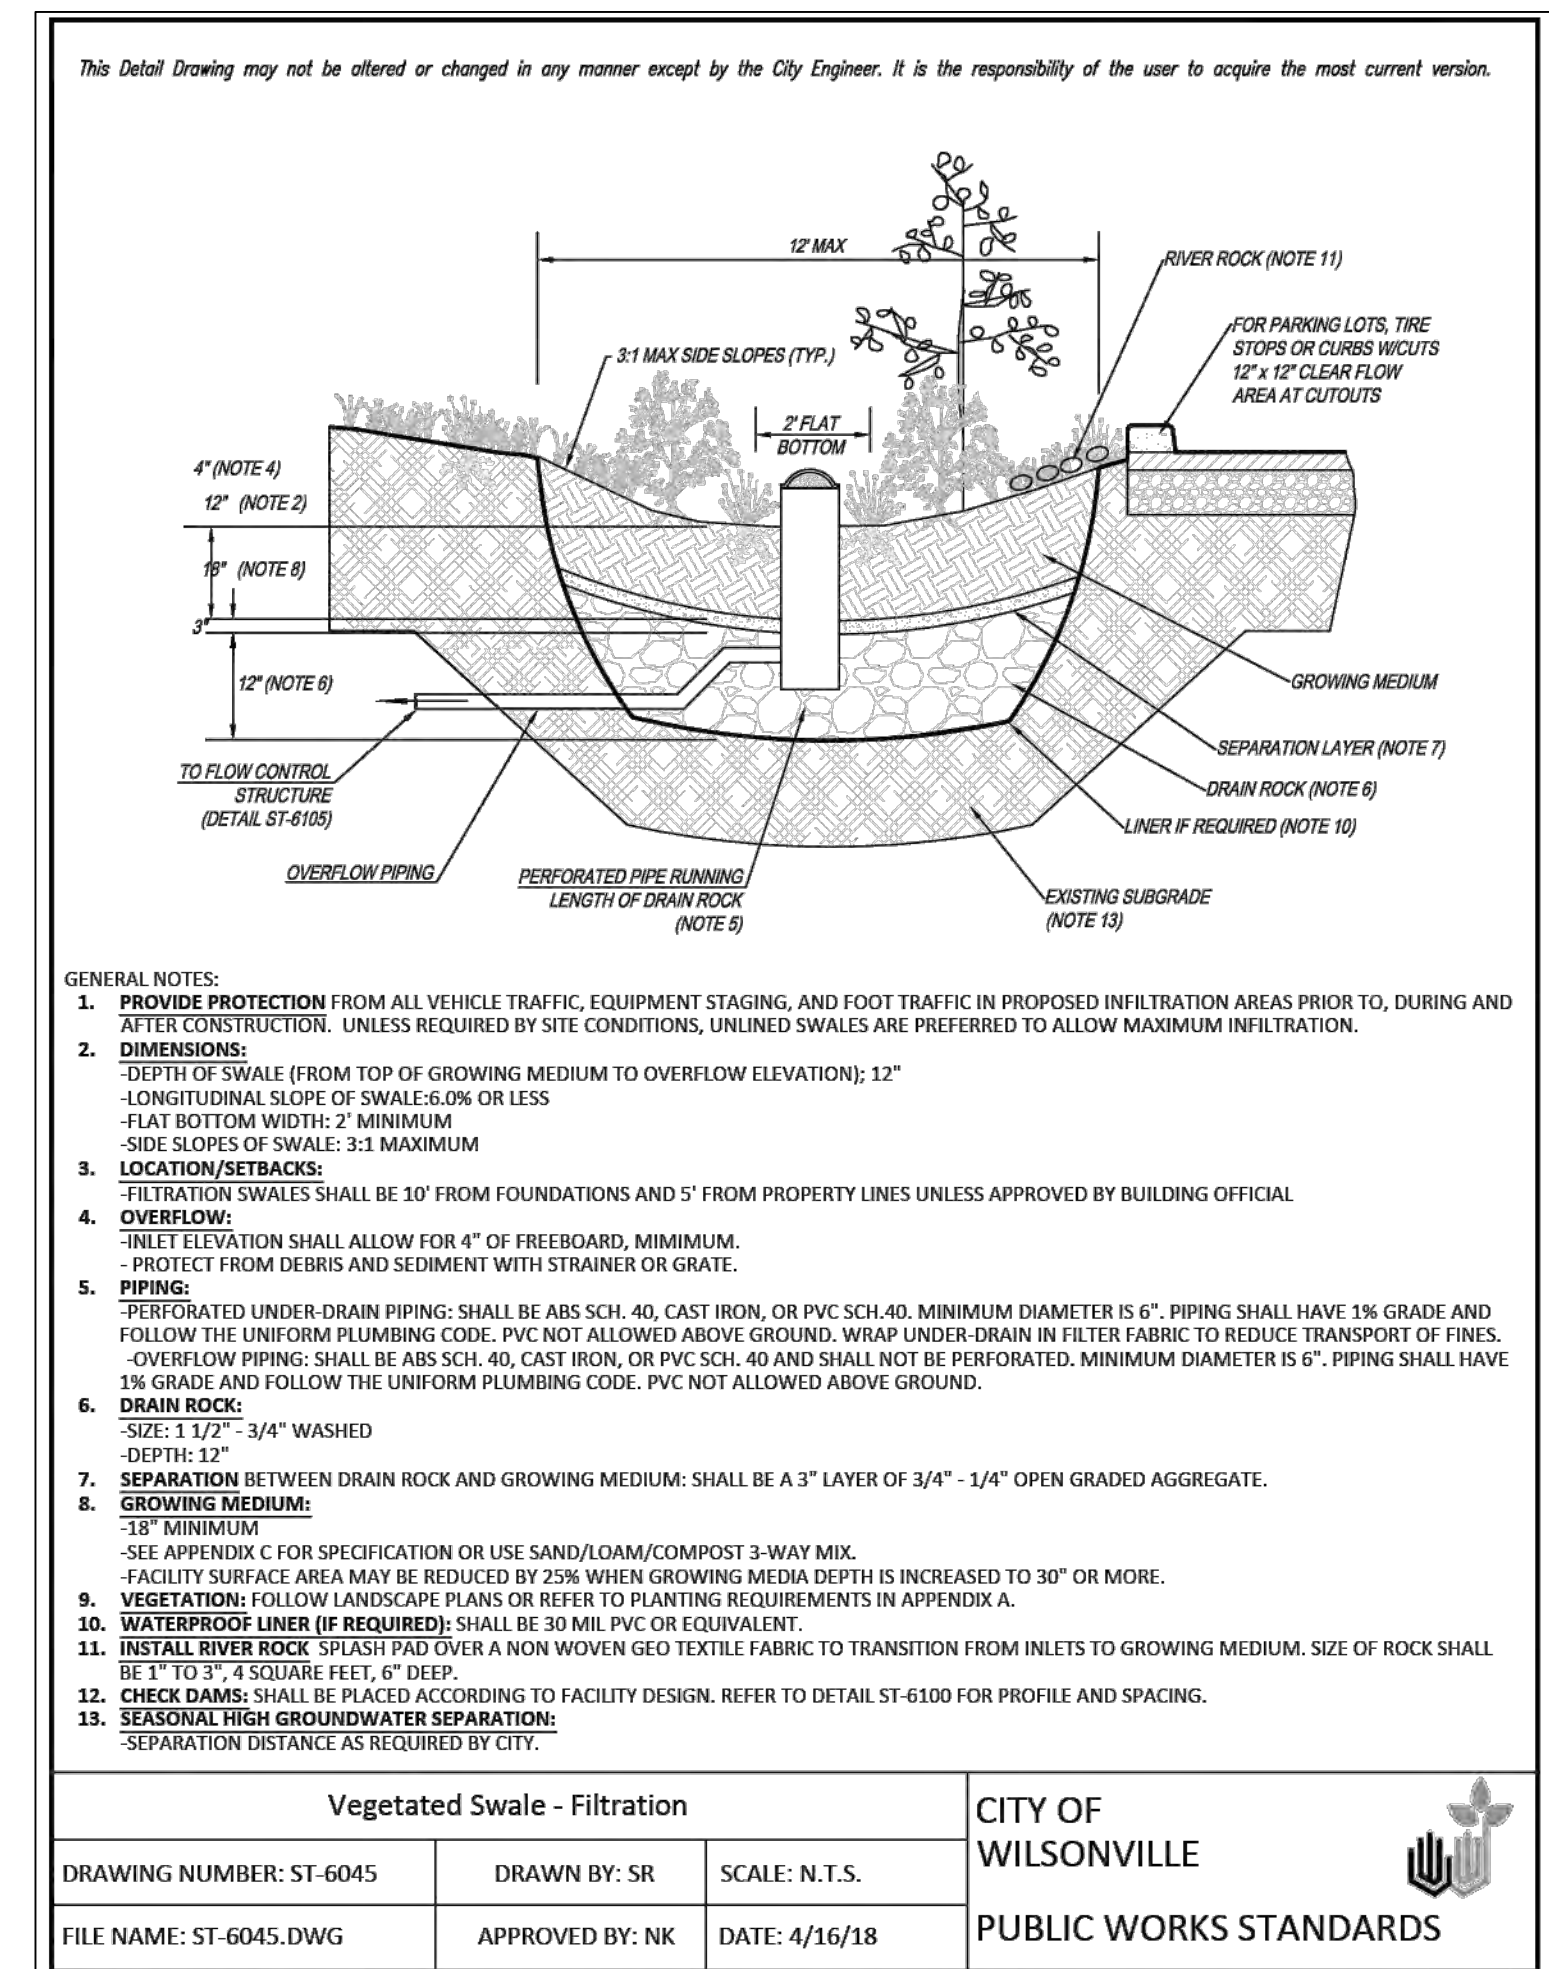 This Detail Drawing may not be altered or changed in any manner except by the City Engineer. It is the responsibility of the user to acquire the most current version.
12' MAX
RIVER ROCK (NOTE 11)
FOR PARKING LOTS, TIRE
STOPS OR CURBS W/CUTS
12" x 12" CLEAR FLOW
AREA AT CUTOUTS
3:1 MAX SIDE SLOPES (TYP.)
2' FLAT
BOTTOM
4" (NOTE 4)
12" (NOTE 2)
18" (NOTE 8)
3"
12" (NOTE 6)
GROWING MEDIUM
SEPARATION LAYER (NOTE 7)
DRAIN ROCK (NOTE 6)
LINER IF REQUIRED (NOTE 10)
TO FLOW CONTROL
STRUCTURE
(DETAIL ST-6105)
OVERFLOW PIPING
PERFORATED PIPE RUNNING
LENGTH OF DRAIN ROCK
(NOTE 5)
EXISTING SUBGRADE
(NOTE 13)
GENERAL NOTES:
1. PROVIDE PROTECTION FROM ALL VEHICLE TRAFFIC, EQUIPMENT STAGING, AND FOOT TRAFFIC IN PROPOSED INFILTRATION AREAS PRIOR TO, DURING AND
AFTER CONSTRUCTION. UNLESS REQUIRED BY SITE CONDITIONS, UNLINED SWALES ARE PREFERRED TO ALLOW MAXIMUM INFILTRATION.
2. DIMENSIONS:
-DEPTH OF SWALE (FROM TOP OF GROWING MEDIUM TO OVERFLOW ELEVATION); 12"
-LONGITUDINAL SLOPE OF SWALE:6.0% OR LESS
-FLAT BOTTOM WIDTH: 2' MINIMUM
-SIDE SLOPES OF SWALE: 3:1 MAXIMUM
3. LOCATION/SETBACKS:
-FILTRATION SWALES SHALL BE 10' FROM FOUNDATIONS AND 5' FROM PROPERTY LINES UNLESS APPROVED BY BUILDING OFFICIAL
4. OVERFLOW:
-INLET ELEVATION SHALL ALLOW FOR 4" OF FREEBOARD, MIMIMUM.
- PROTECT FROM DEBRIS AND SEDIMENT WITH STRAINER OR GRATE.
5. PIPING:
-PERFORATED UNDER-DRAIN PIPING: SHALL BE ABS SCH. 40, CAST IRON, OR PVC SCH.40. MINIMUM DIAMETER IS 6". PIPING SHALL HAVE 1% GRADE AND
FOLLOW THE UNIFORM PLUMBING CODE. PVC NOT ALLOWED ABOVE GROUND. WRAP UNDER-DRAIN IN FILTER FABRIC TO REDUCE TRANSPORT OF FINES.
-OVERFLOW PIPING: SHALL BE ABS SCH. 40, CAST IRON, OR PVC SCH. 40 AND SHALL NOT BE PERFORATED. MINIMUM DIAMETER IS 6". PIPING SHALL HAVE
1% GRADE AND FOLLOW THE UNIFORM PLUMBING CODE. PVC NOT ALLOWED ABOVE GROUND.
6. DRAIN ROCK:
-SIZE: 1 1/2" - 3/4" WASHED
-DEPTH: 12"
7. SEPARATION BETWEEN DRAIN ROCK AND GROWING MEDIUM: SHALL BE A 3" LAYER OF 3/4" - 1/4" OPEN GRADED AGGREGATE.
8. GROWING MEDIUM:
-18" MINIMUM
-SEE APPENDIX C FOR SPECIFICATION OR USE SAND/LOAM/COMPOST 3-WAY MIX.
-FACILITY SURFACE AREA MAY BE REDUCED BY 25% WHEN GROWING MEDIA DEPTH IS INCREASED TO 30" OR MORE.
9. VEGETATION: FOLLOW LANDSCAPE PLANS OR REFER TO PLANTING REQUIREMENTS IN APPENDIX A.
10. WATERPROOF LINER (IF REQUIRED): SHALL BE 30 MIL PVC OR EQUIVALENT.
11. INSTALL RIVER ROCK SPLASH PAD OVER A NON WOVEN GEO TEXTILE FABRIC TO TRANSITION FROM INLETS TO GROWING MEDIUM. SIZE OF ROCK SHALL
BE 1" TO 3", 4 SQUARE FEET, 6" DEEP.
12. CHECK DAMS: SHALL BE PLACED ACCORDING TO FACILITY DESIGN. REFER TO DETAIL ST-6100 FOR PROFILE AND SPACING.
13. SEASONAL HIGH GROUNDWATER SEPARATION:
-SEPARATION DISTANCE AS REQUIRED BY CITY.
Vegetated Swale - Filtration
DRAWING NUMBER: ST-6045
DRAWN BY: SR
SCALE: N.T.S.
FILE NAME: ST-6045.DWG
APPROVED BY: NK
DATE: 4/16/18
CITY OF
WILSONVILLE
PUBLIC WORKS STANDARDS